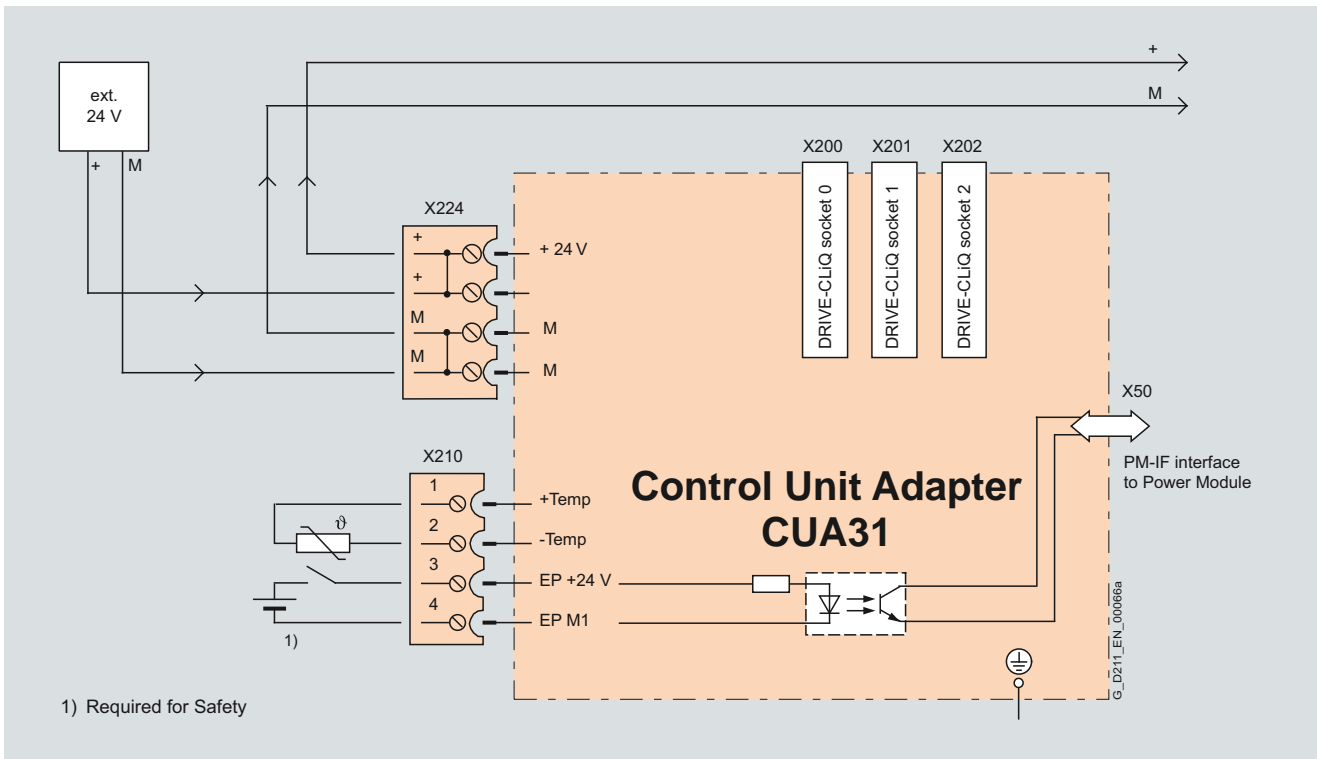 +
M
ext.
24 V
+ M
X200 X201 X202
DRIVE-CLiQ socket 0
DRIVE-CLiQ socket 1
DRIVE-CLiQ socket 2
X224
+
+ 24 V
+
M
M
M
M
X50
PM-IF interface
to Power Module
X210
Control Unit Adapter
CUA31
1
+Temp
ϑ
2
-Temp
3
EP +24 V
4
EP M1
1)
G_D211_EN_00066a
1) Required for Safety